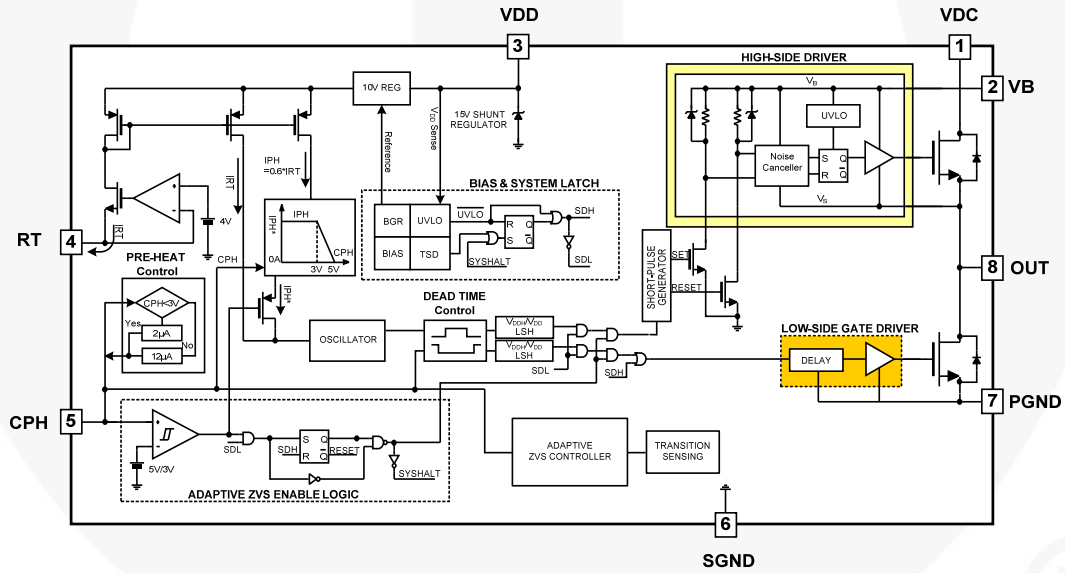 VDD
VDC
3
1
HIGH-SIDE DRIVER
VB
2
VB
10V REG
15V SHUNT
REGULATOR
VDD Sense
Reference
UVLO
Noise
Canceller
S Q
R Q
VS
IPH
=0.6*IRT
IRT
4V
BIAS & SYSTEM LATCH
BGR
UVLO
UVLO
BIAS
TSD
R Q
S Q
SYSHALT
SDH
SDL
RT
4
IRT
IPH*
IPH
CPH
0A
3V 5V
CPH
IPH*
PRE-HEAT
Control
CPH<3V
Yes
No
2µA
12µA
SHORT-PULSE
GENERATOR
SET
RESET
8
OUT
DEAD TIME
Control
OSCILLATOR
VDDH/VDD
LSH
VDDH/VDD
LSH
SDL
SDH
LOW-SIDE GATE DRIVER
DELAY
7
PGND
CPH
5
5V/3V
SDL
SDH
S Q
R Q
RESET
SYSHALT
ADAPTIVE ZVS ENABLE LOGIC
ADAPTIVE
ZVS CONTROLLER
TRANSITION
SENSING
6
SGND